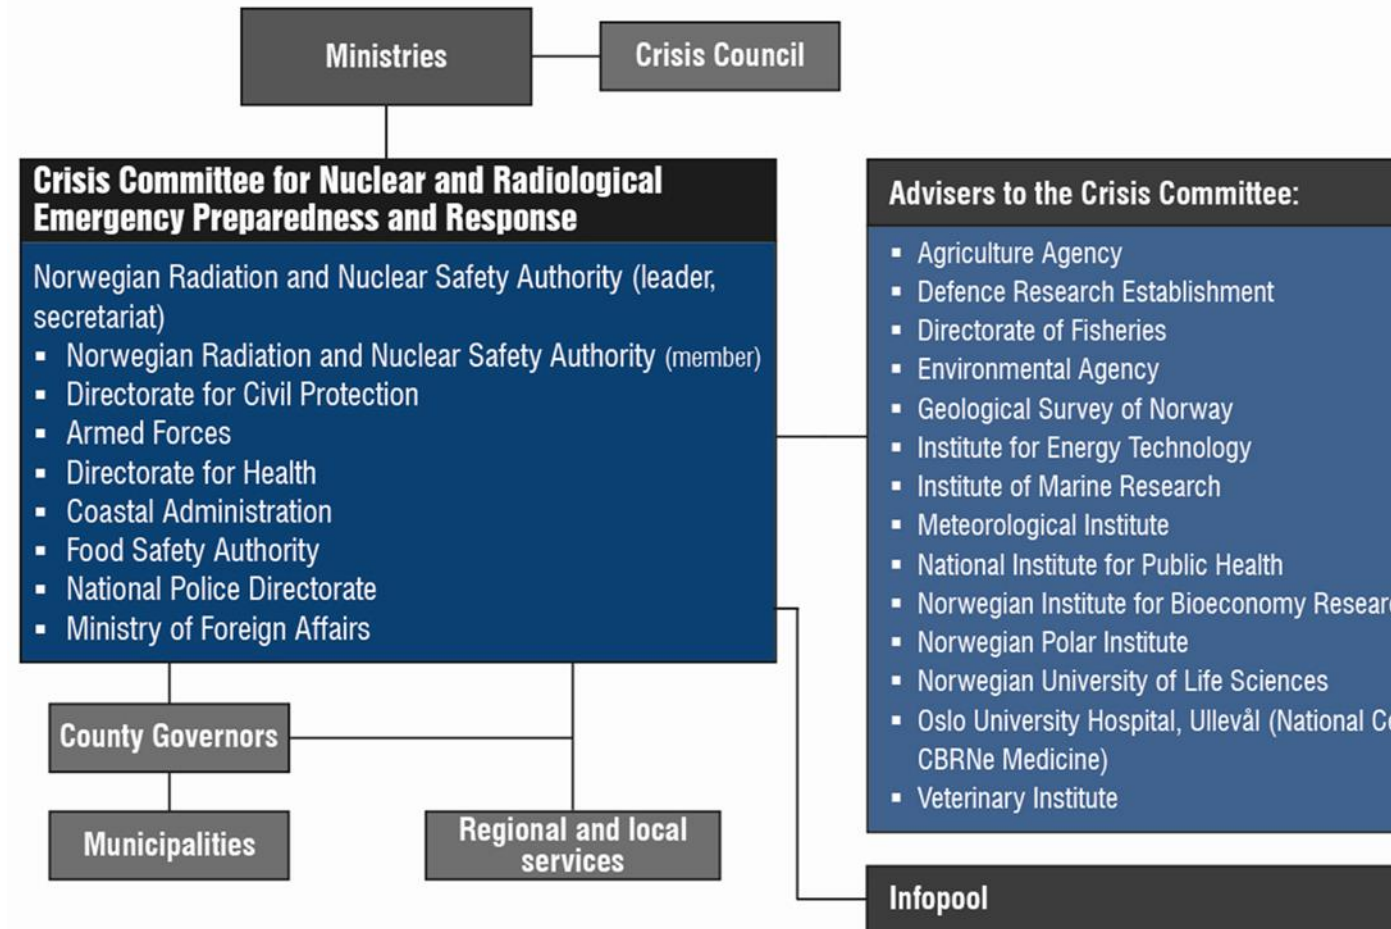 Ministries
Crisis Council
Crisis Committee for Nuclear and Radiological
Emergency Preparedness and Response
Norwegian Radiation and Nuclear Safety Authority (leader,
secretariat)
▪ Norwegian Radiation and Nuclear Safety Authority (member)
▪ Directorate for Civil Protection
▪ Armed Forces
▪ Directorate for Health
▪ Coastal Administration
▪ Food Safety Authority
▪ National Police Directorate
▪ Ministry of Foreign Affairs
Advisers to the Crisis Committee:
▪ Agriculture Agency
▪ Defence Research Establishment
▪ Directorate of Fisheries
▪ Environmental Agency
▪ Geological Survey of Norway
▪ Institute for Energy Technology
▪ Institute of Marine Research
▪ Meteorological Institute
▪ National Institute for Public Health
▪ Norwegian Institute for Bioeconomy
▪ Norwegian Polar Institute
▪ Norwegian University of Life Sciences
▪ Oslo University Hospital, Ullevål (National
CBRNe Medicine)
▪ Veterinary Institute
County Governors
Municipalities
Regional and local
services
Infopool